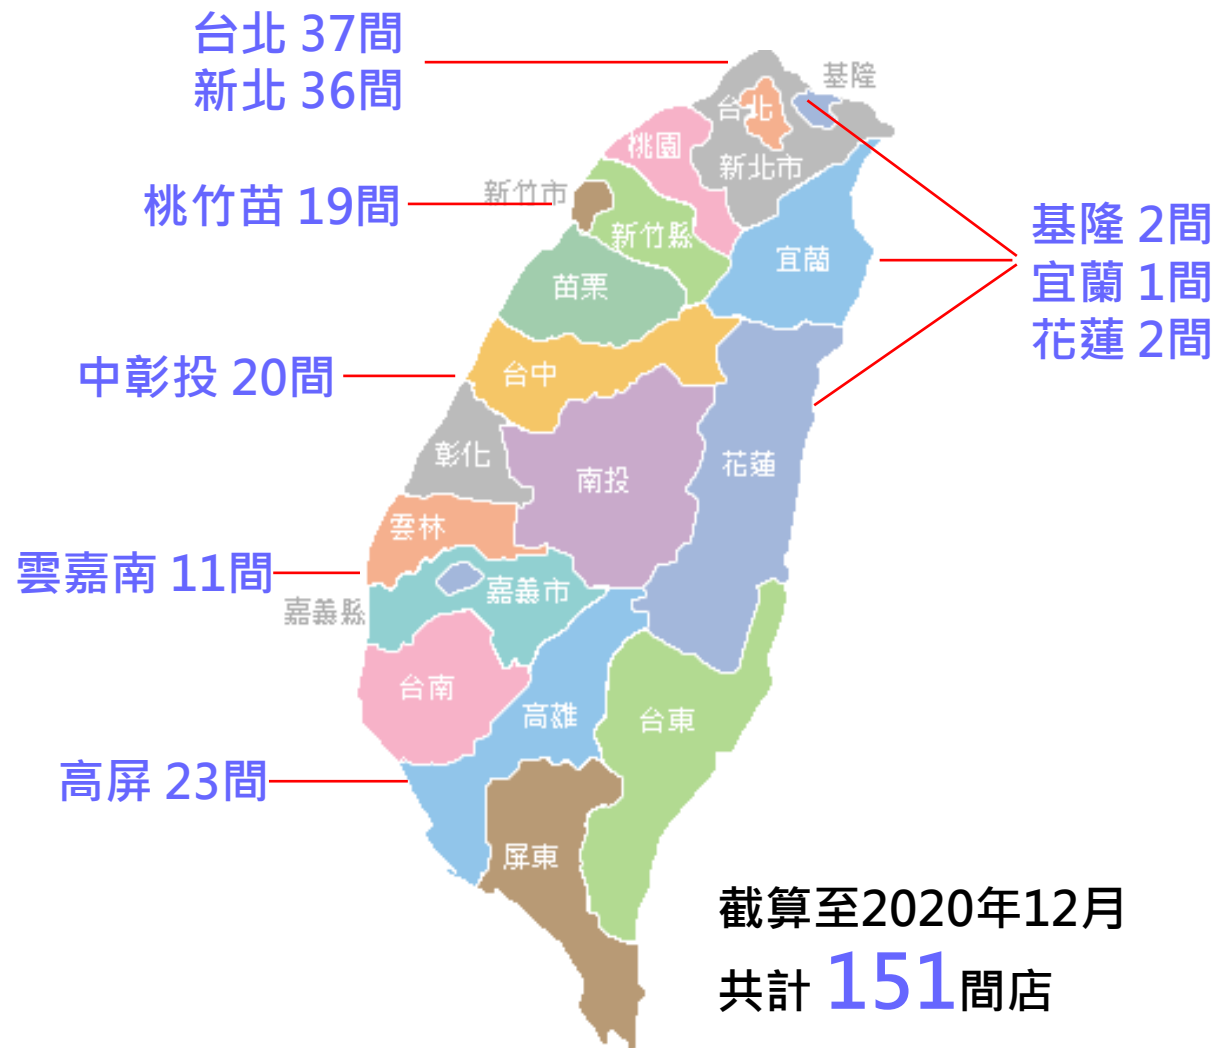 台北 37間
新北 36間
基隆
台北
桃園
新北市
新竹市
桃竹苗 19間
基隆 2間
宜蘭 1間
花蓮 2間
新竹縣
宜蘭
苗栗
中彰投 20間
台中
彰化
南投
花蓮
雲林
雲嘉南 11間
嘉義市
嘉義縣
台南
高雄
台東
高屏 23間
屏東
截算至2020年12月
共計 151間店